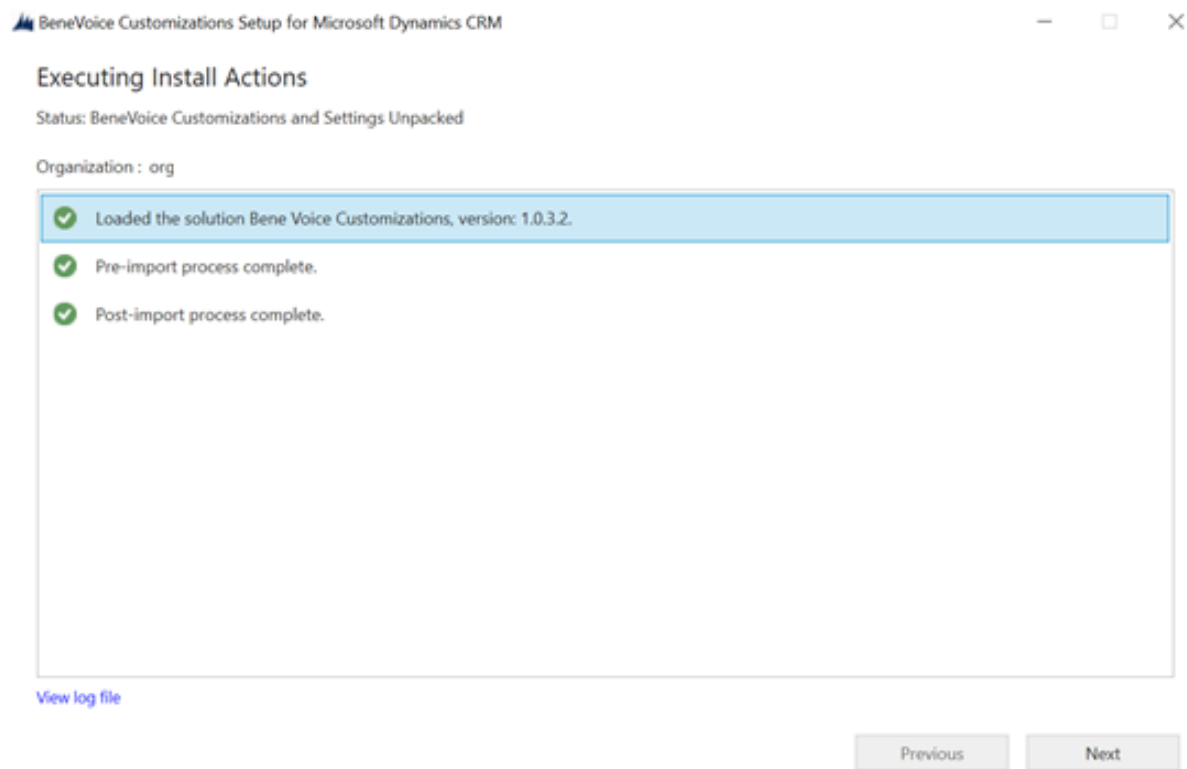 BeneVoice Customizations Setup for Microsoft Dynamics CRM
Executing Install Actions
Status: BeneVoice Customizations and Settings Unpacked
Organization : org
Loaded the solution Bene Voice Customizations, version: 1.0.3.2.
Pre-import process complete.
Post-import process complete.
View log file
Previous
Next